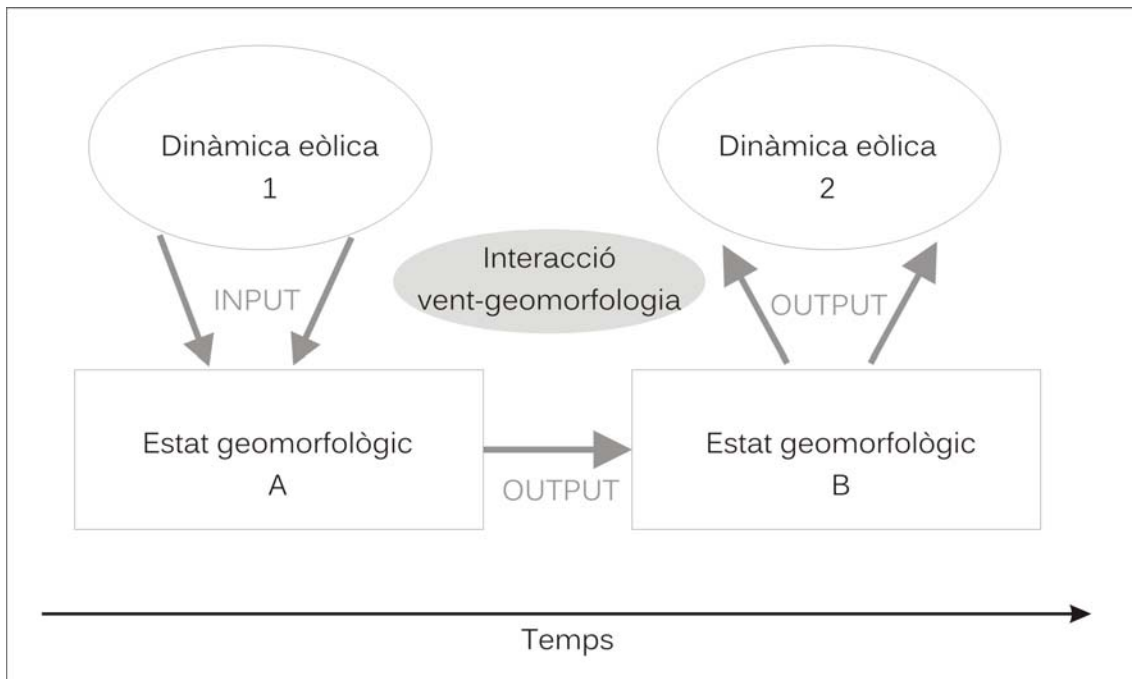 Dinàmica eòlica
1
Dinàmica eòlica
2
Interacció
vent-geomorfologia
INPUT
OUTPUT
Estat geomorfològic
A
OUTPUT
Estat geomorfològic
B
Temps